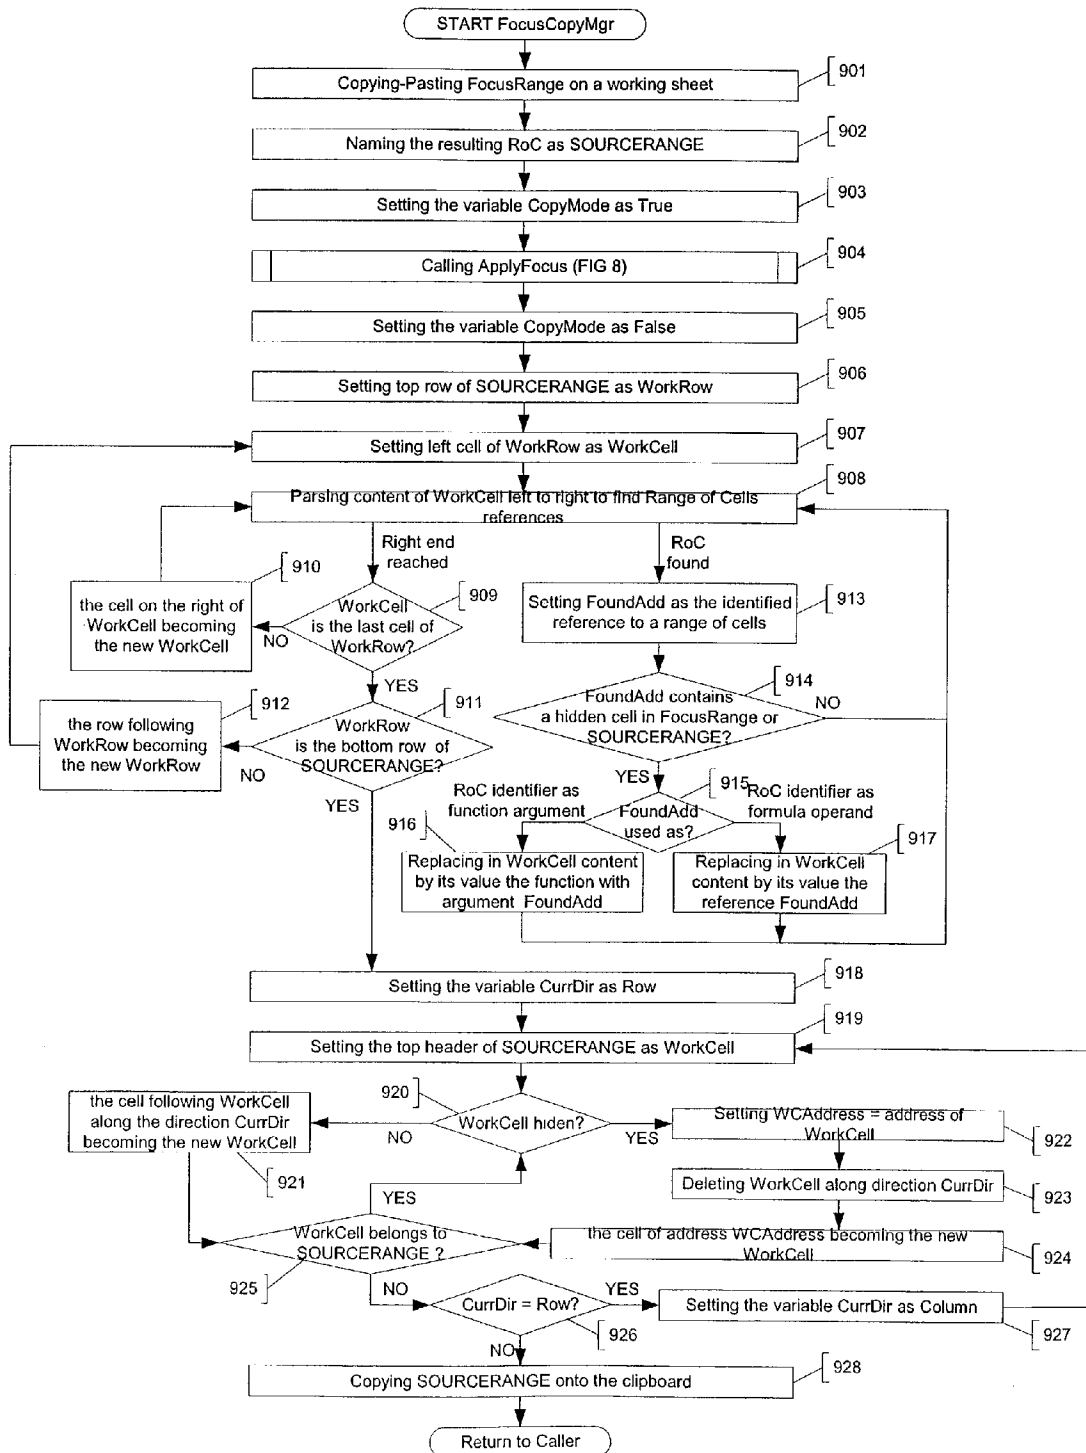 START FocusCopyMgr
901
Copying-Pasting FocusRange on a working sheet
902
Naming the resulting RoC as SOURCERANGE
903
Setting the variable CopyMode as True
904
Calling ApplyFocus (FIG 8)
905
Setting the variable CopyMode as False
906
Setting top row of SOURCERANGE as WorkRow
907
Setting left cell of WorkRow as WorkCell
908
Parsing content of WorkCell left to right to find Range of Cells
references
Right end
reached
RoC
found
910
the cell on the right of
WorkCell becoming
the new WorkCell
NO
WorkCell
is the last cell of
WorkRow?
909
YES
Setting FoundAdd as the identified
reference to a range of cells
913
FoundAdd contains
a hidden cell in FocusRange or
SOURCERANGE?
914
NO
YES
912
the row following
WorkRow becoming
the new WorkRow
NO
WorkRow
is the bottom row of
SOURCERANGE?
911
YES
RoC identifier as
function argument
915
RoC identifier as
formula operand
FoundAdd
used as?
916
Replacing in WorkCell content
by its value the function with
argument FoundAdd
917
Replacing in WorkCell
content by its value the
reference FoundAdd
918
Setting the variable CurrDir as Row
919
Setting the top header of SOURCERANGE as WorkCell
920
WorkCell hiden?
NO
YES
the cell following WorkCell
along the direction CurrDir
becoming the new WorkCell
921
Setting WCAddress = address of
WorkCell
922
Deleting WorkCell along direction CurrDir
923
the cell of address WCAddress becoming the new
WorkCell
924
YES
WorkCell belongs to
SOURCERANGE ?
925
NO
CurrDir = Row?
926
YES
Setting the variable CurrDir as Column
927
NO
928
Copying SOURCERANGE onto the clipboard
Return to Caller